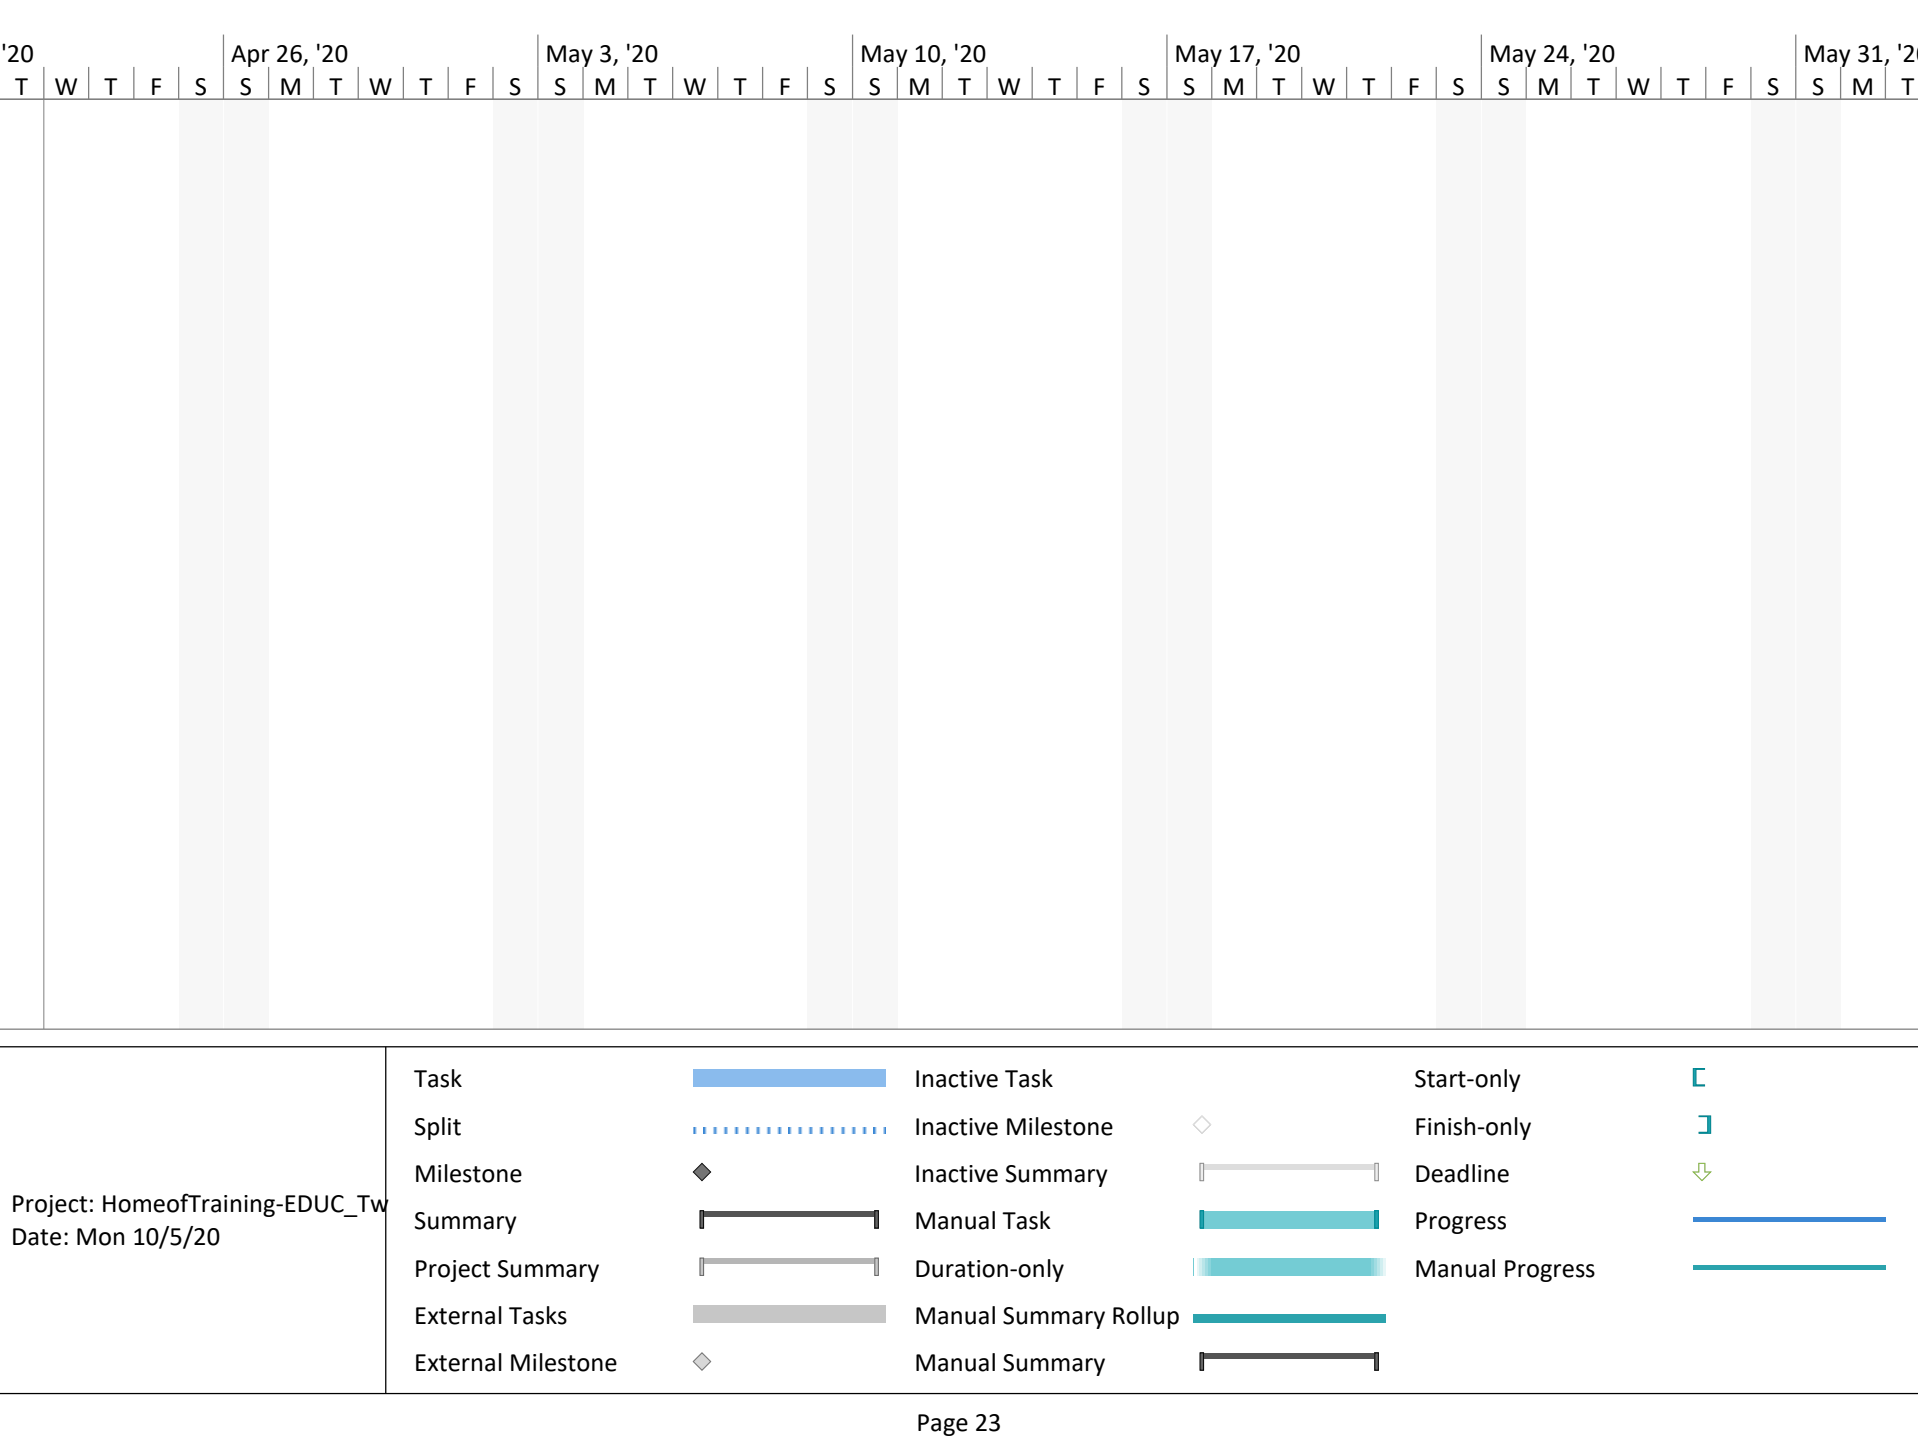 '20 Apr 26, '20 May 3, '20 May 10, '20 May 17, '20 May 24, '20 May 31, '2
T W T F S S M T W T F S S M T W T F S S M T W T F S S M T W T F S S M T W T F S S M T
Task Inactive Task Start-only
Split Inactive Milestone Finish-only
Milestone Inactive Summary Deadline
Project: HomeofTraining-EDUC_Tw
Summary Manual Task Progress
Date: Mon 10/5/20
Project Summary Duration-only Manual Progress
External Tasks Manual Summary Rollup
External Milestone Manual Summary
Page 23